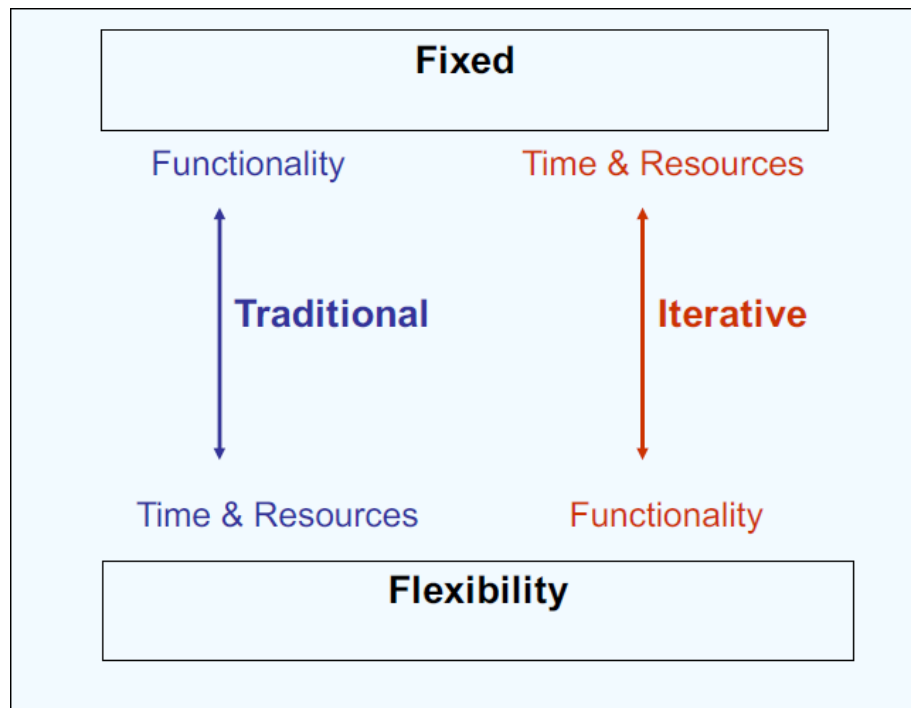 Fixed
Functionality
Time & Resources
Traditional
Iterative
Time & Resources
Functionality
Flexibility